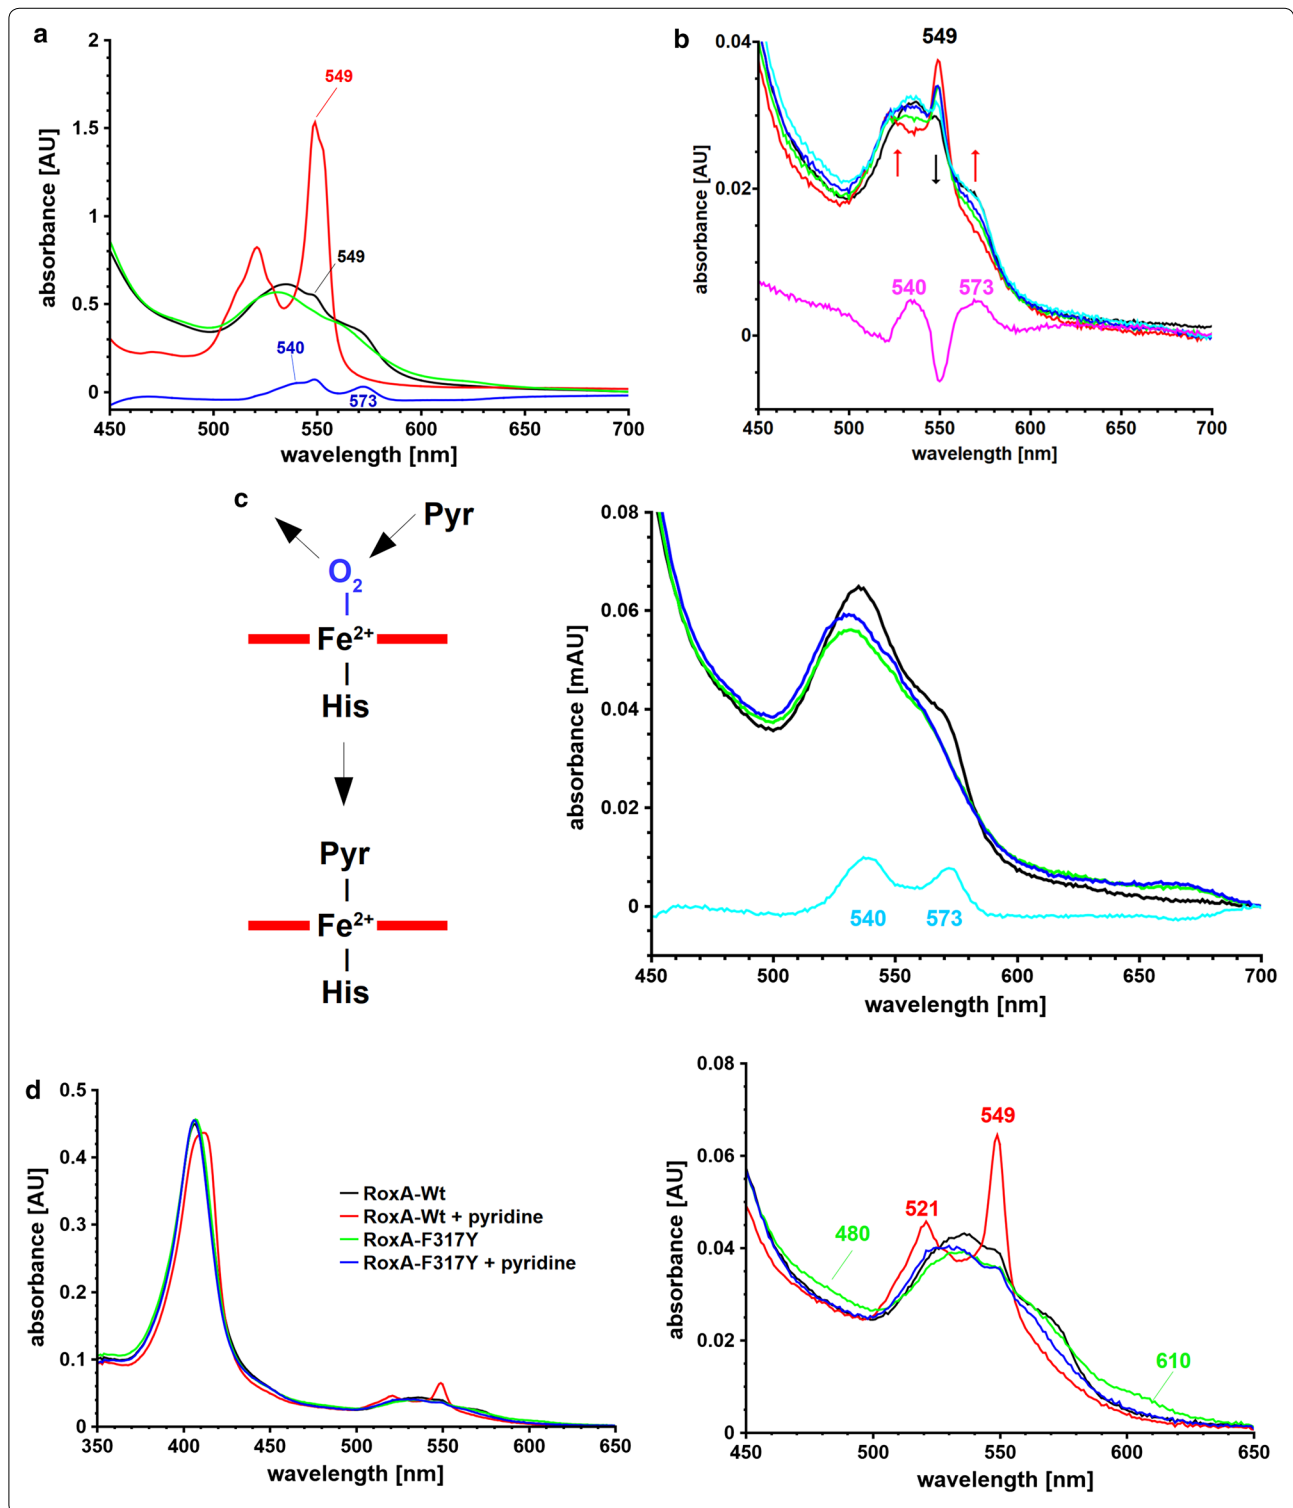 a
2
1.5
1
0.5
0
absorbance [AU]
549
549
540
573
450 500 550 600 650 700
wavelength [nm]
b
0.04
0.02
0
absorbance [AU]
549
540 573
450 500 550 600 650 700
wavelength [nm]
c
Pyr
O2
Fe2+
His
Pyr
Fe2+
His
0.08
0.06
0.04
0.02
0
absorbance [mAU]
540 573
450 500 550 600 650 700
wavelength [nm]
d
0.5
0.4
0.3
0.2
0.1
0
absorbance [AU]
RoxA-Wt
RoxA-Wt + pyridine
RoxA-F317Y
RoxA-F317Y + pyridine
350 400 450 500 550 600 650
wavelength [nm]
0.08
0.06
0.04
0.02
0
absorbance [AU]
549
521
480
610
450 500 550 600 650
wavelength [nm]